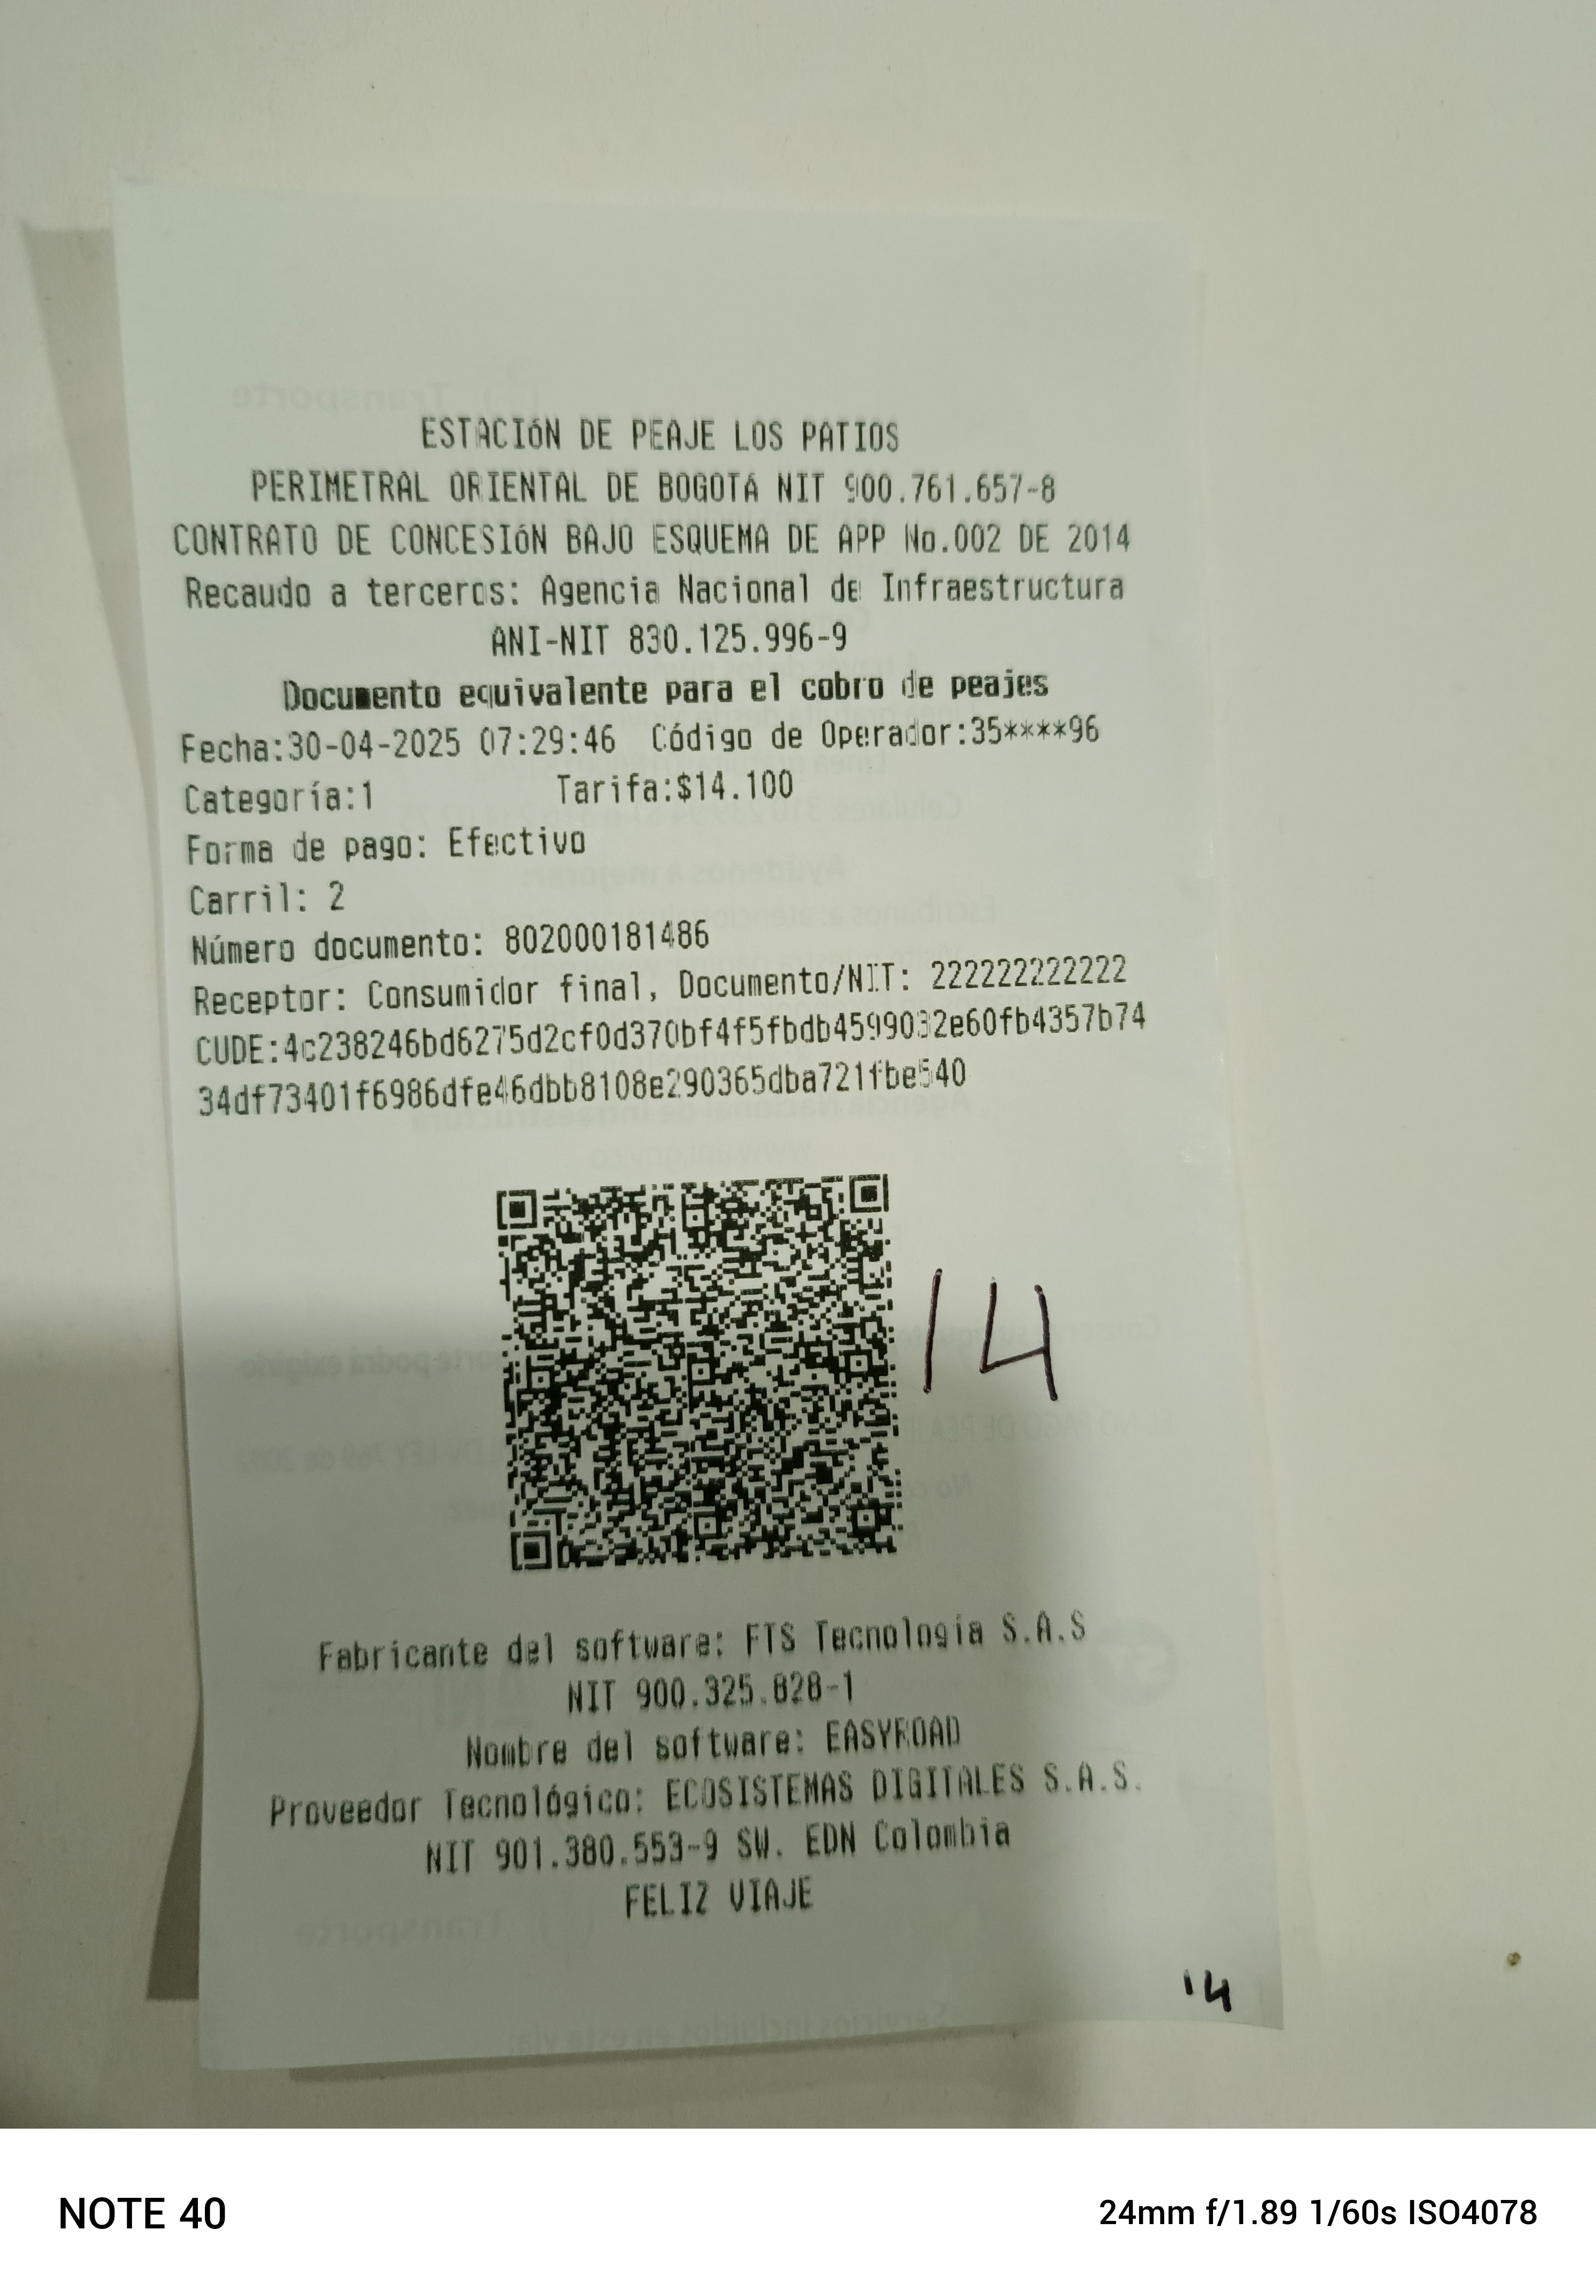 ESTACIÓN DE PEAJE LOS PATIOS
PERIMETRAL ORIENTAL DE BOGOTÁ NIT 900.761.657-8
CONTRATO DE CONCESIÓN BAJO ESQUEMA DE APP No.002 DE 2014
Recaudo a terceros: Agencia Nacional de Infraestructura
ANI-NIT 830.125.996-9
Documento equivalente para el cobro de peajes
Fecha:30-04-2025 07:29:46 Código de Operador:35****96
Categoría:1 Tarifa:$14.100
Forma de pago: Efectivo
Carril: 2
Número documento: 802000181486
Receptor: Consumidor final, Documento/NIT: 222222222222
CUDE:4c238246bd6275d2cf0d370bf4f5fbdb4599032e60fb4357b74
34df73401f6986dfe46dbb8108e290365dba721fbe540
14
Fabricante del software: FTS Tecnologia S.A.S
NIT 900.325.828-1
Nombre del software: EASYROAD
Proveedor Tecnológico: ECOSISTEMAS DIGITALES S.A.S.
NIT 901.380.553-9 SW. EDN Colombia
FELIZ VIAJE
14
NOTE 40
24mm f/1.89 1/60s ISO4078